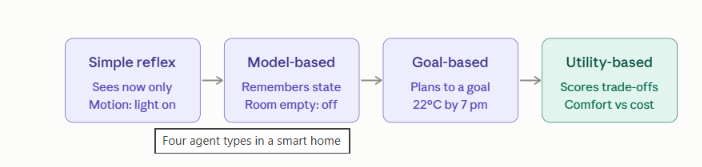 Simple reflex
Sees now only
Motion: light on
Model-based
Remembers state
Room empty: off
Goal-based
Plans to a goal
22°C by 7 pm
Utility-based
Scores trade-offs
Comfort vs cost
Four agent types in a smart home